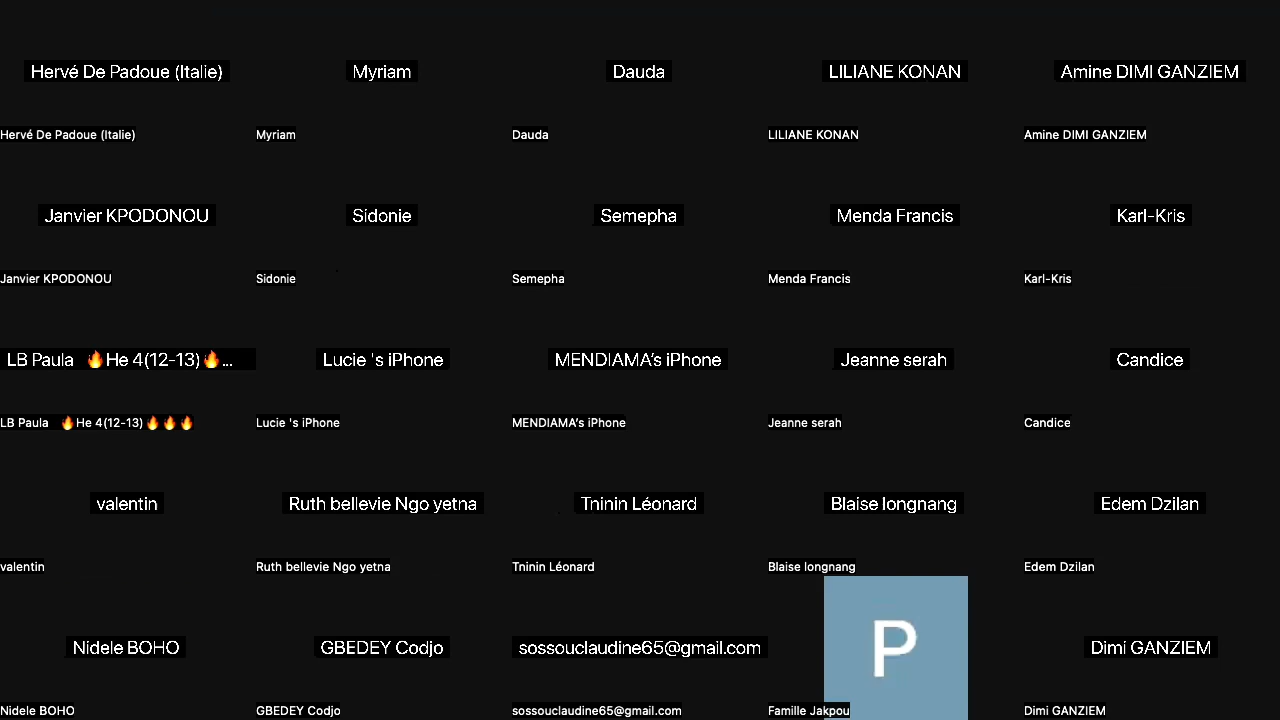 Hervé De Padoue (Italie)
Myriam
Dauda
LILIANE KONAN
Amine DIMI GANZIEM
Hervé De Padoue (Italie)
Myriam
Dauda
LILIANE KONAN
Amine DIMI GANZIEM
Janvier KPODONOU
Sidonie
Semepha
Menda Francis
Karl-Kris
Janvier KPODONOU
Sidonie
Semepha
Menda Francis
Karl-Kris
LB Paula 🔥He 4(12-13)🔥...
Lucie 's iPhone
MENDIAMA’s iPhone
Jeanne serah
Candice
LB Paula 🔥He 4(12-13)🔥🔥🔥
Lucie 's iPhone
MENDIAMA’s iPhone
Jeanne serah
Candice
valentin
Ruth bellevie Ngo yetna
Tninin Léonard
Blaise longnang
Edem Dzilan
valentin
Ruth bellevie Ngo yetna
Tninin Léonard
Blaise longnang
Edem Dzilan
Nidele BOHO
GBEDEY Codjo
sossouclaudine65@gmail.com
P
Dimi GANZIEM
Nidele BOHO
GBEDEY Codjo
sossouclaudine65@gmail.com
Famille Jakpou
Dimi GANZIEM